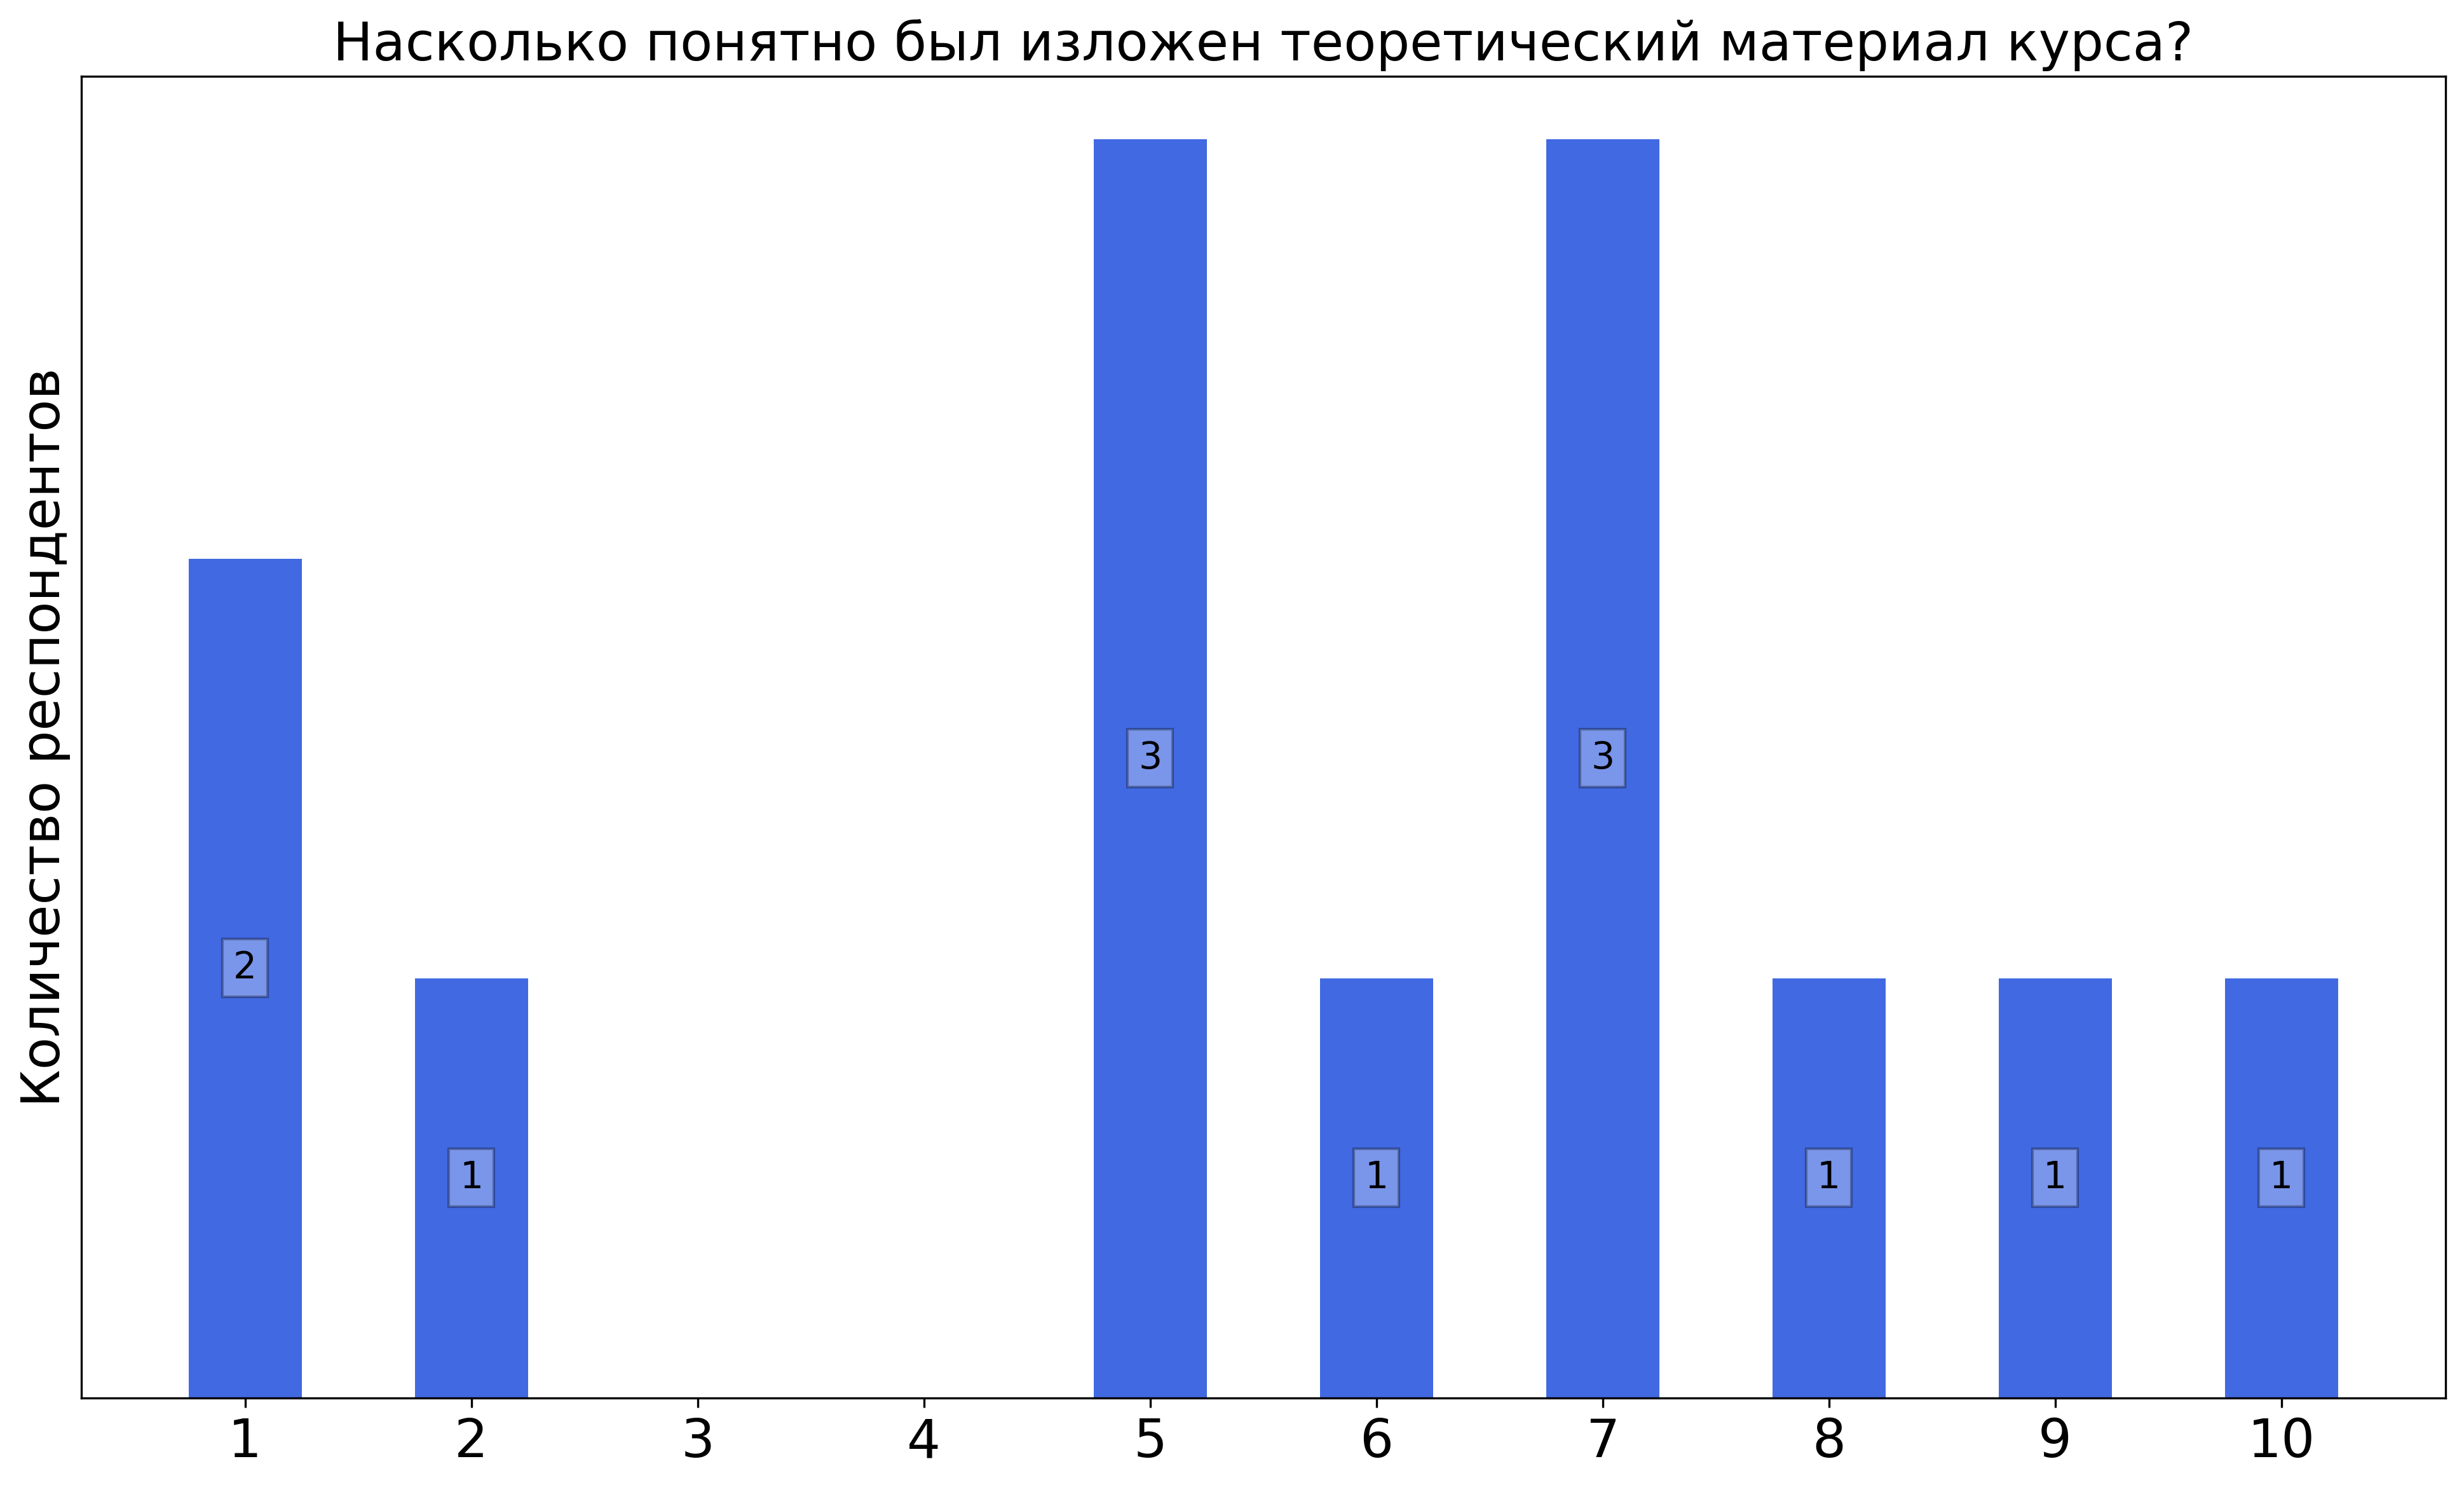 Насколько понятно был изложен теоретический материал курса?
Количество респондентов
2
1
3
1
3
1
1
1
1 2 3 4 5 6 7 8 9 10